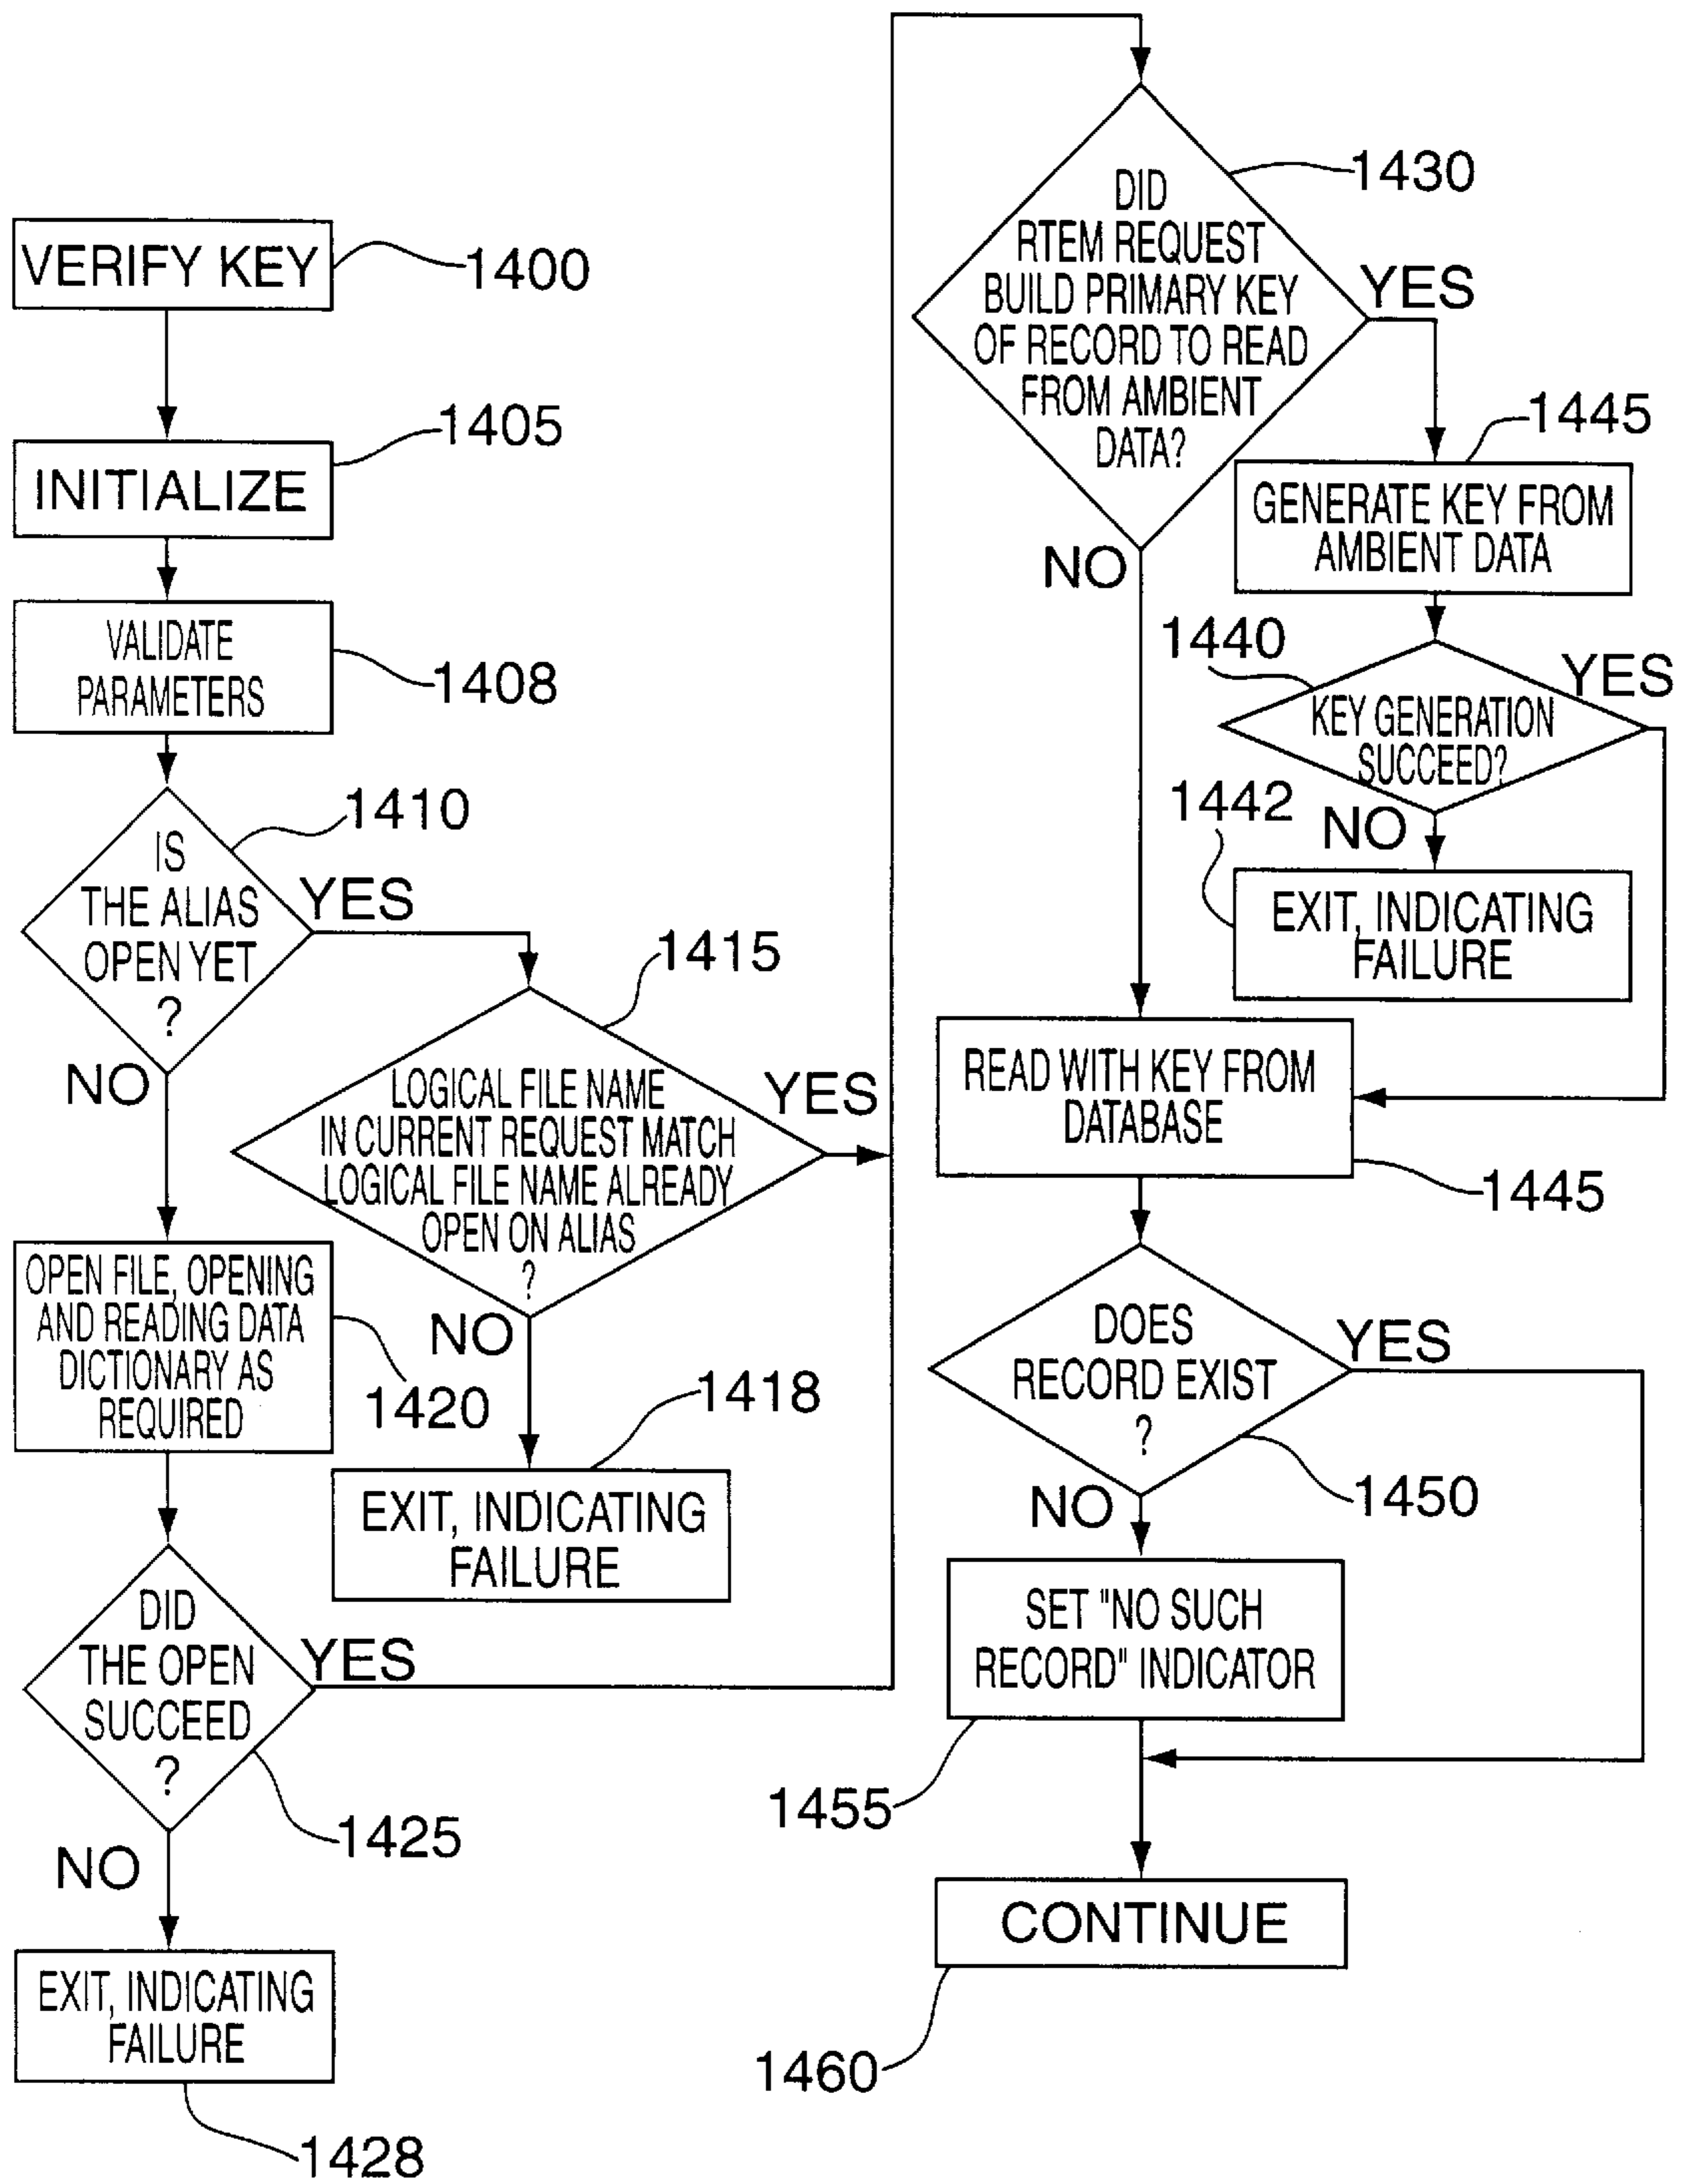 VERIFY KEY
1400
INITIALIZE
1405
VALIDATE
PARAMETERS
1408
IS
THE ALIAS
OPEN YET
?
1410
YES
NO
LOGICAL FILE NAME
IN CURRENT REQUEST MATCH
LOGICAL FILE NAME ALREADY
OPEN ON ALIAS
?
1415
YES
NO
OPEN FILE, OPENING
AND READING DATA
DICTIONARY AS
REQUIRED
1420
EXIT, INDICATING
FAILURE
1418
DID
THE OPEN
SUCCEED
?
YES
1425
NO
EXIT, INDICATING
FAILURE
1428
DID
RTEM REQUEST
BUILD PRIMARY KEY
OF RECORD TO READ
FROM AMBIENT
DATA?
1430
YES
NO
GENERATE KEY FROM
AMBIENT DATA
1445
KEY GENERATION
SUCCEED?
1440
YES
NO
EXIT, INDICATING
FAILURE
1442
READ WITH KEY FROM
DATABASE
1445
DOES
RECORD EXIST
?
YES
1450
NO
SET "NO SUCH
RECORD" INDICATOR
1455
CONTINUE
1460